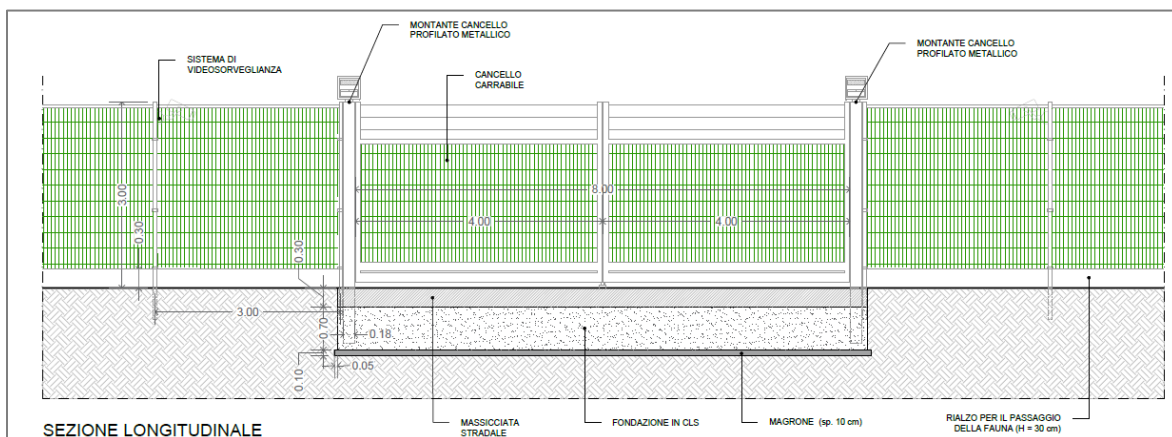 MONTANTE CANCELLO
PROFILATO METALLICO
MONTANTE CANCELLO
PROFILATO METALLICO
SISTEMA DI
VIDEOSORVEGLIANZA
CANCELLO
CARRABILE
8.00
3.00
4.00
4.00
0.30
0.30
3.00
0.70
0.18
0.10
0.05
MASSICCIATA
STRADALE
FONDAZIONE IN CLS
MAGRONE (sp. 10 cm)
RIALZO PER IL PASSAGGIO
DELLA FAUNA (H = 30 cm)
SEZIONE LONGITUDINALE